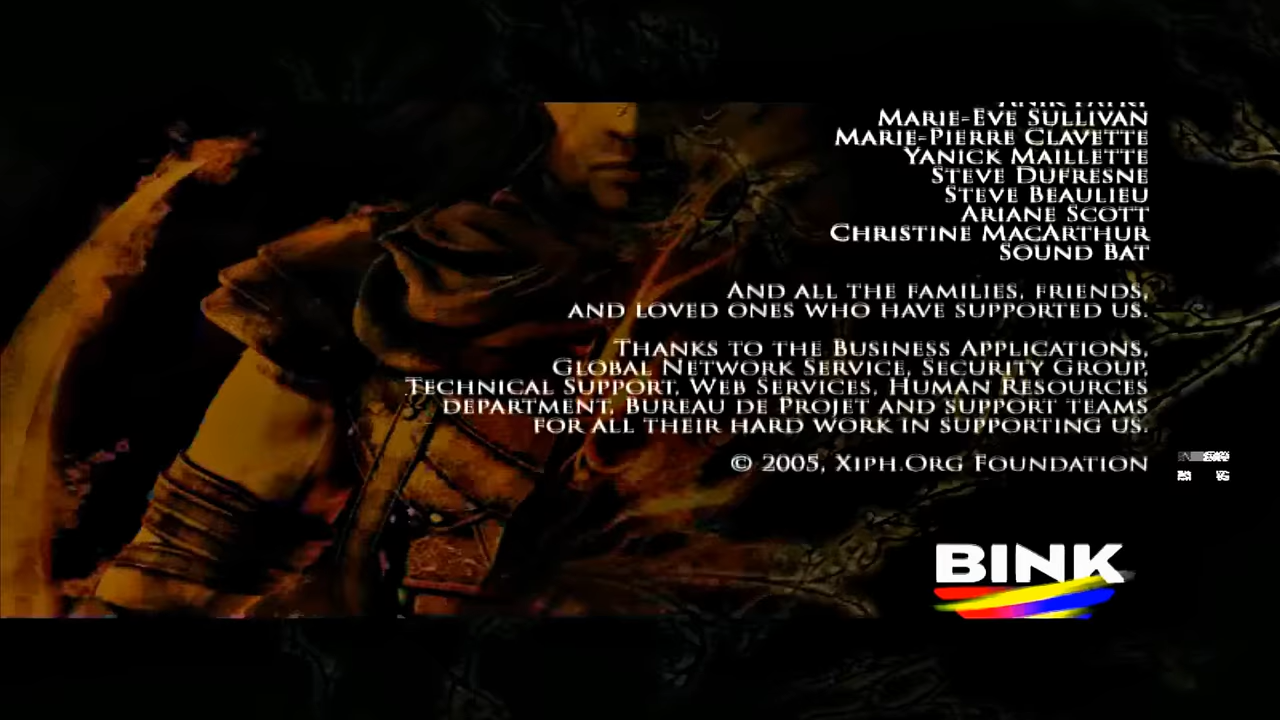 MARIE-EVE SULLIVAN
MARIE-PIERRE CLAVETTE
YANICK MAILLETTE
STEVE DUFRESNE
STEVE BEAULIEU
ARIANE SCOTT
CHRISTINE MACARTHUR
SOUND BAT
AND ALL THE FAMILIES, FRIENDS,
AND LOVED ONES WHO HAVE SUPPORTED US.
THANKS TO THE BUSINESS APPLICATIONS,
GLOBAL NETWORK SERVICE, SECURITY GROUP,
TECHNICAL SUPPORT, WEB SERVICES, HUMAN RESOURCES
DEPARTMENT, BUREAU DE PROJET AND SUPPORT TEAMS
FOR ALL THEIR HARD WORK IN SUPPORTING US.
© 2005, XIPH.ORG FOUNDATION
BINK